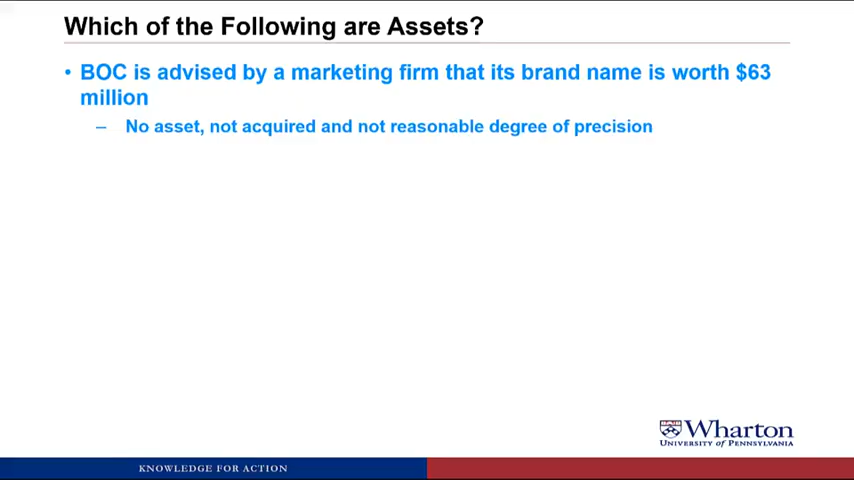 Which of the Following are Assets?
• BOC is advised by a marketing firm that its brand name is worth $63
million
– No asset, not acquired and not reasonable degree of precision
Wharton
UNIVERSITY OF PENNSYLVANIA
KNOWLEDGE FOR ACTION